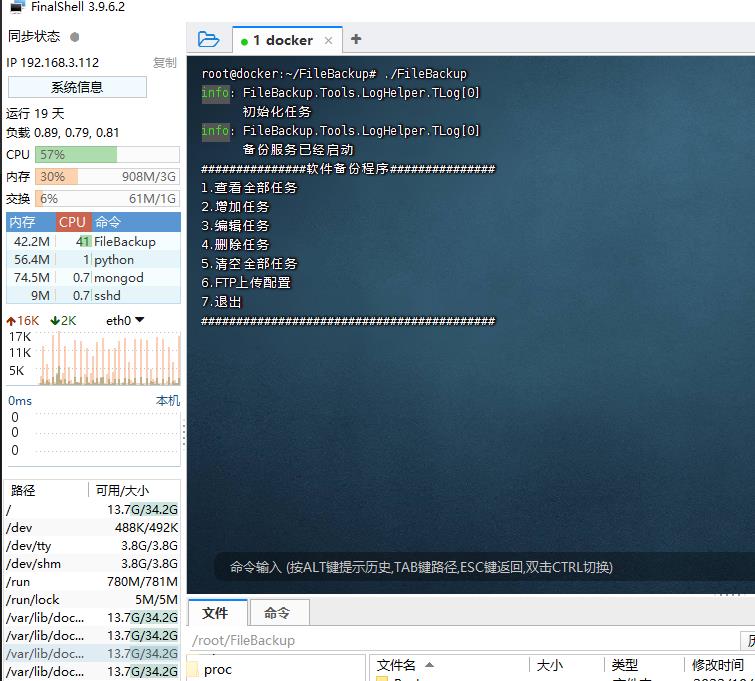 FinalShell 3.9.6.2
同步状态
IP 192.168.3.112 复制
系统信息
运行 19 天
负载 0.89, 0.79, 0.81
CPU 57%
内存 30% 908M/3G
交换 6% 61M/1G
内存 CPU 命令
42.2M 41 FileBackup
56.4M 1 python
74.5M 0.7 mongod
9M 0.7 sshd
16K 2K eth0
17K
11K
5K
0ms 本机
0
0
0
路径 可用/大小
/ 13.7G/34.2G
/dev 488K/492K
/dev/tty 3.8G/3.8G
/dev/shm 3.8G/3.8G
/run 780M/781M
/run/lock 5M/5M
/var/lib/doc... 13.7G/34.2G
/var/lib/doc... 13.7G/34.2G
/var/lib/doc... 13.7G/34.2G
/var/lib/doc... 13.7G/34.2G
1 docker × +
root@docker:~/FileBackup# ./FileBackup
info: FileBackup.Tools.LogHelper.TLog[0]
初始化任务
info: FileBackup.Tools.LogHelper.TLog[0]
备份服务已经启动
###############软件备份程序###############
1.查看全部任务
2.增加任务
3.编辑任务
4.删除任务
5.清空全部任务
6.FTP上传配置
7.退出
##########################################
命令输入 (按ALT键提示历史,TAB键路径,ESC键返回,双击CTRL切换)
文件 命令
/root/FileBackup
proc
文件名 大小 类型 修改时间